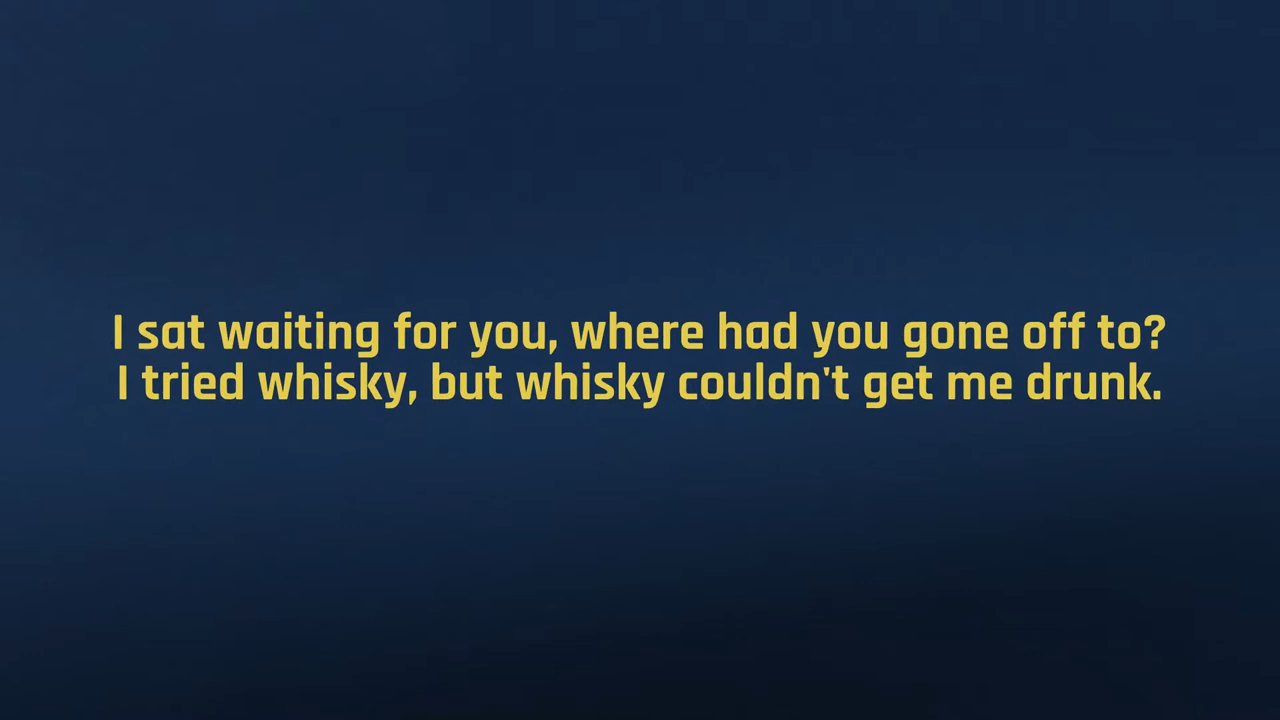 I sat waiting for you, where had you gone off to?
I tried whisky, but whisky couldn't get me drunk.